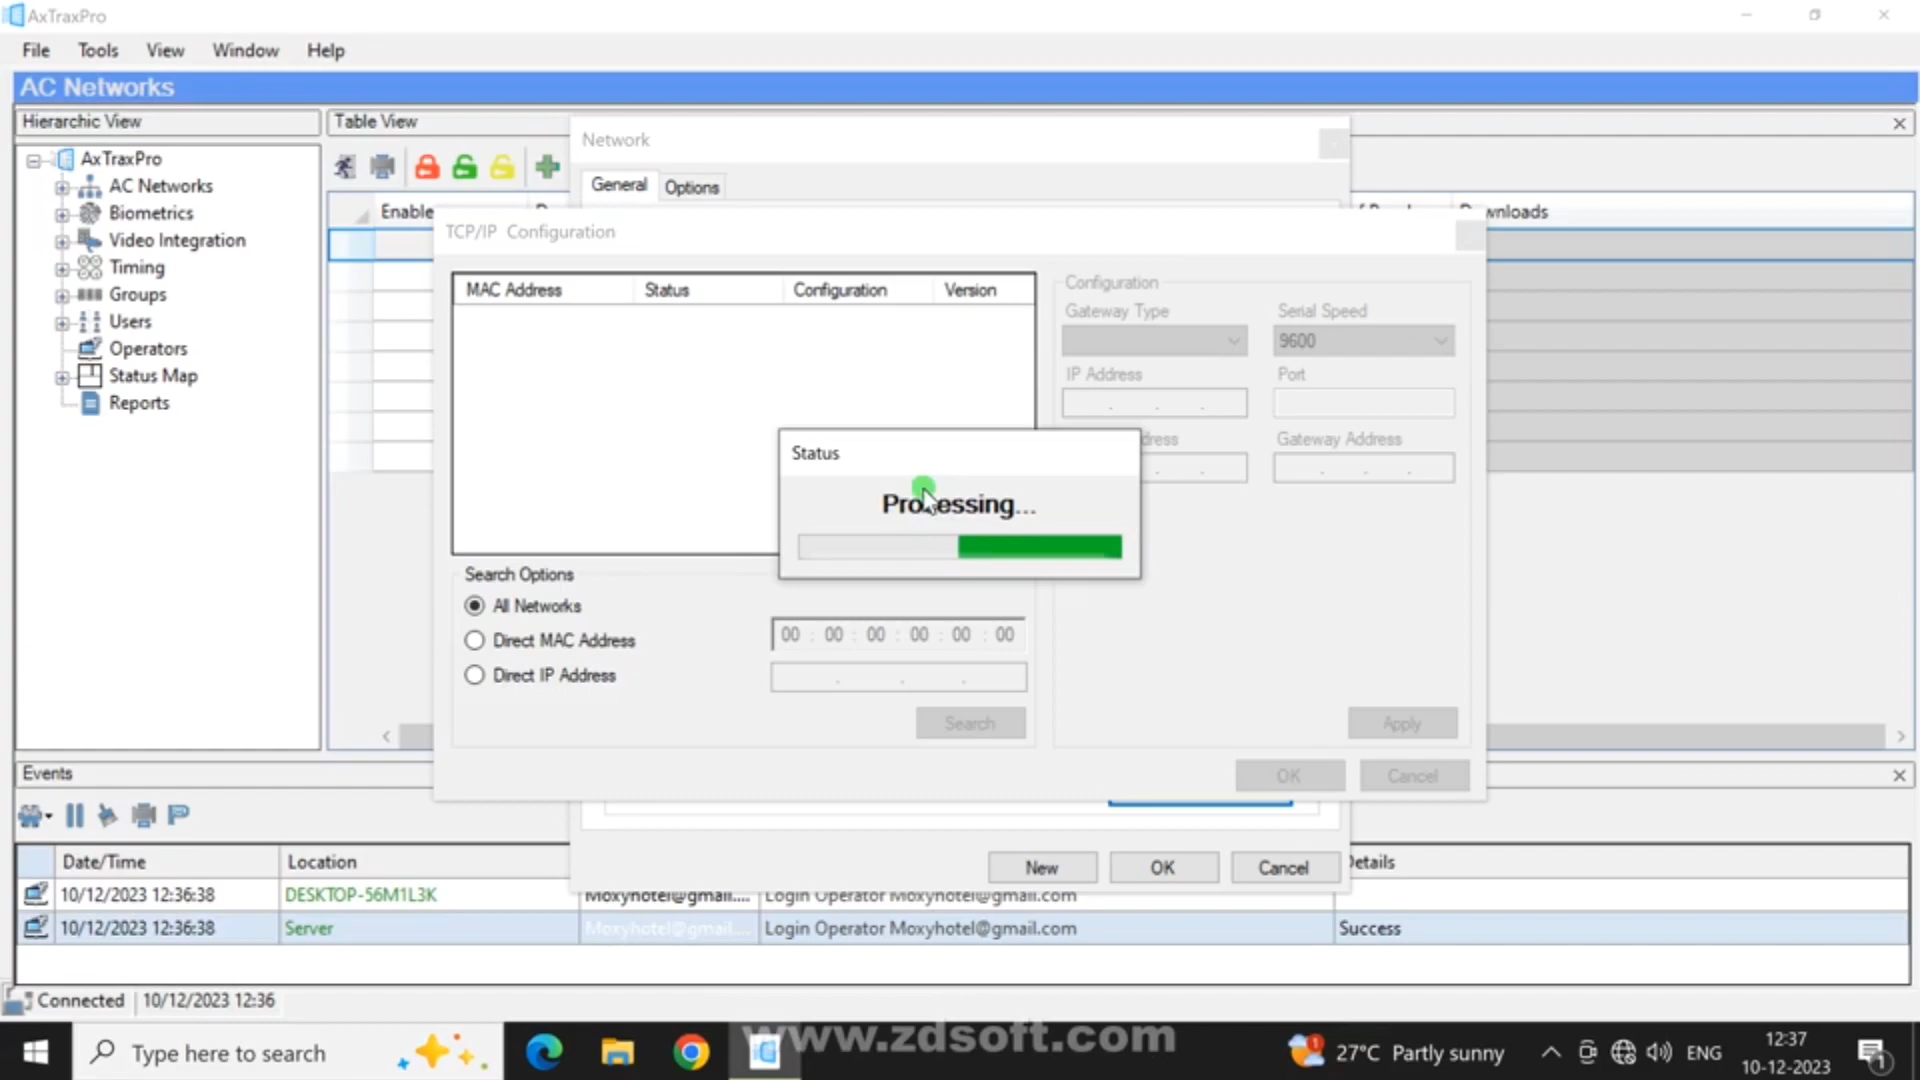 AxTraxPro
File Tools View Window Help
AC Networks
Hierarchic View
Table View
AxTraxPro
AC Networks
Biometrics
Video Integration
Timing
Groups
Users
Operators
Status Map
Reports
Network
General Options
Enable
TCP/IP Configuration
MAC Address Status Configuration Version
Configuration
Gateway Type Serial Speed
9600
IP Address Port
Gateway Address
Status
Processing...
Search Options
All Networks
Direct MAC Address 00 : 00 : 00 : 00 : 00 : 00
Direct IP Address
Search
Apply
OK Cancel
New OK Cancel
Events
Date/Time Location
10/12/2023 12:36:38 DESKTOP-56M1L3K Moxyhotel@gmail.... Login Operator Moxyhotel@gmail.com
10/12/2023 12:36:38 Server Moxyhotel@gmail.... Login Operator Moxyhotel@gmail.com Success
Connected 10/12/2023 12:36
Type here to search
www.zdsoft.com
27°C Partly sunny
ENG
12:37
10-12-2023
1